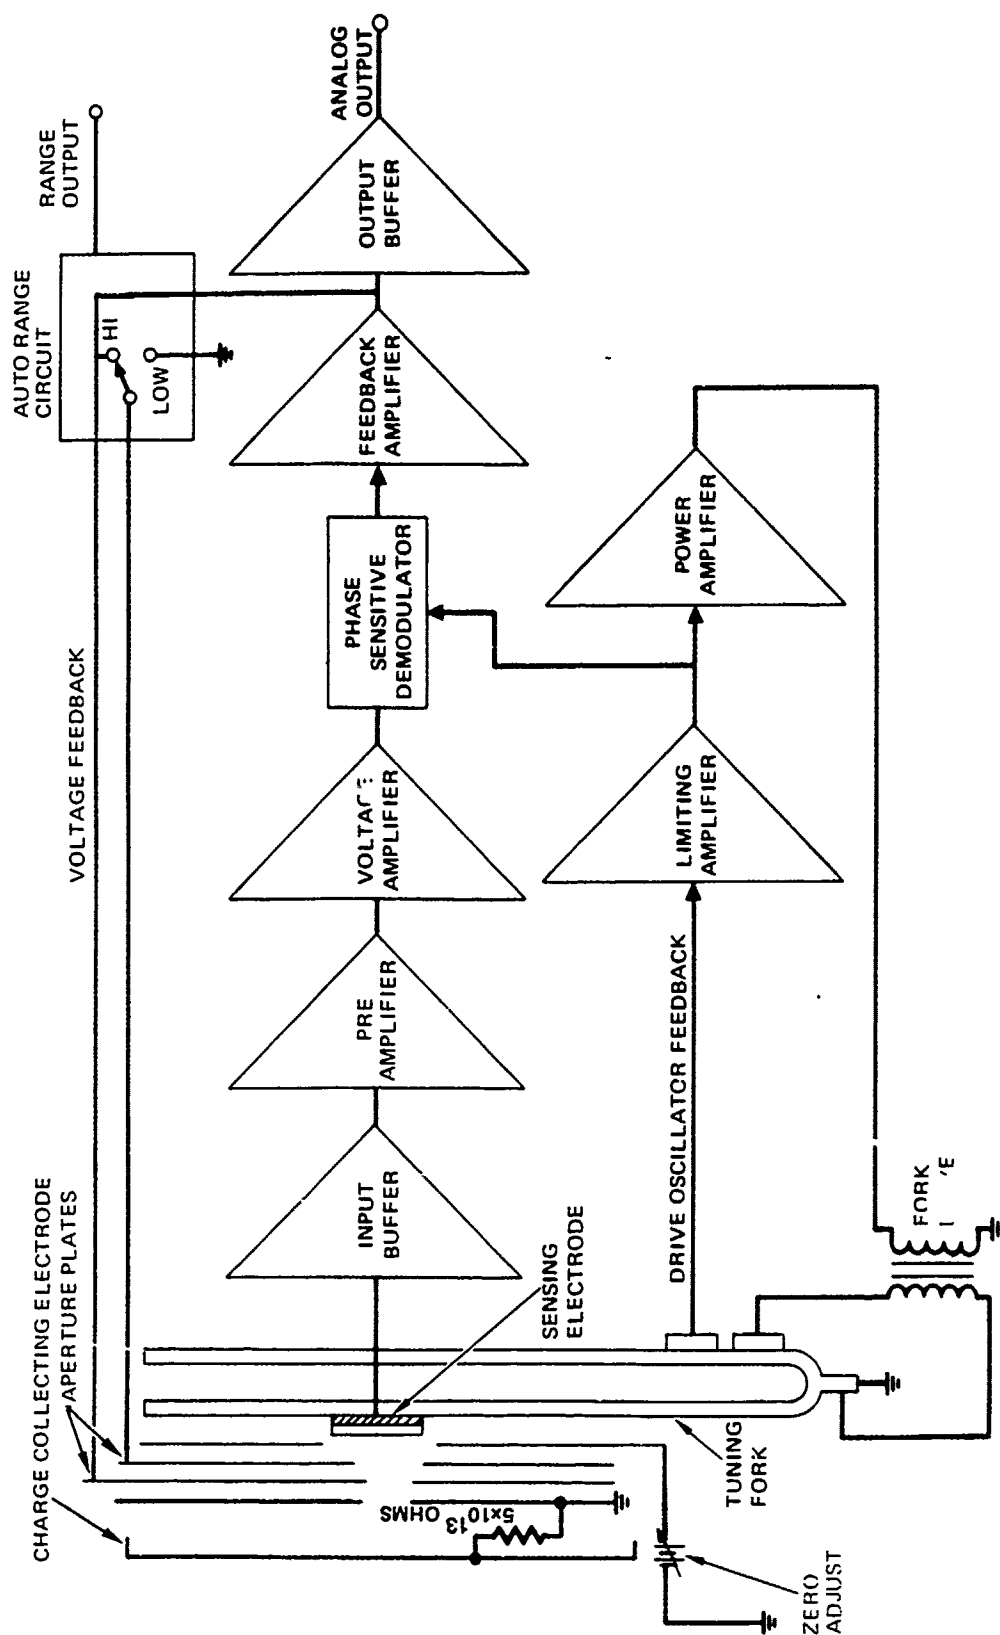 RANGE
OUTPUT
ANALOG
OUTPUT
AUTO RANGE
CIRCUIT
HI
LOW
OUTPUT
BUFFER
FEEDBACK
AMPLIFIER
PHASE
SENSITIVE
DEMODULATOR
POWER
AMPLIFIER
VOLTAGE FEEDBACK
AMPLIFIER
LIMITING
AMPLIFIER
PRE
AMPLIFIER
DRIVE OSCILLATOR FEEDBACK
INPUT
BUFFER
CHARGE COLLECTING ELECTRODE
APERTURE PLATES
SENSING
ELECTRODE
FORK
5x10¹³ OHMS
TUNING
FORK
ZERO
ADJUST